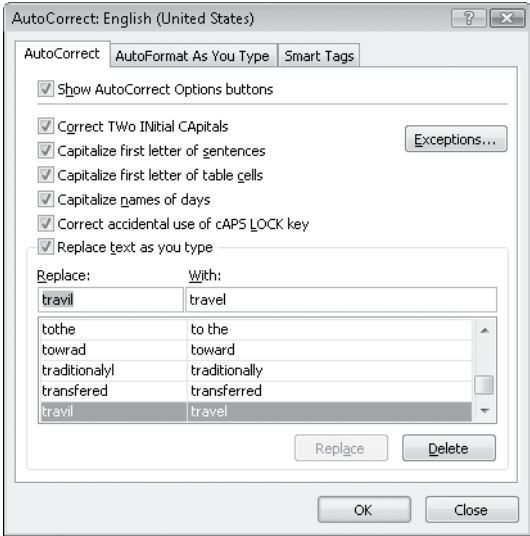 AutoCorrect: English (United States)
AutoCorrect AutoFormat As You Type Smart Tags
Show AutoCorrect Options buttons
Correct TWo INitial CApitals
Exceptions...
Capitalize first letter of sentences
Capitalize first letter of table cells
Capitalize names of days
Correct accidental use of cAPS LOCK key
Replace text as you type
Replace: With:
travil travel
tothe to the
towrad toward
traditionalyl traditionally
transfered transferred
travil travel
Replace Delete
OK Close